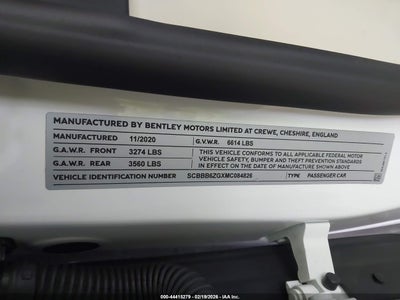 MANUFACTURED BY BENTLEY MOTORS LIMITED AT CREWE, CHESHIRE, ENGLAND
MANUFACTURED 11/2020 G.V.W.R. 6614 LBS
G.A.W.R. FRONT 3274 LBS THIS VEHICLE CONFORMS TO ALL APPLICABLE FEDERAL MOTOR
VEHICLE SAFETY, BUMPER AND THEFT PREVENTION STANDARDS
G.A.W.R. REAR 3560 LBS IN EFFECT ON THE DATE OF MANUFACTURE SHOWN ABOVE
VEHICLE IDENTIFICATION NUMBER SCBBB6ZGXMC084826 TYPE PASSENGER CAR
000-44415279 - 02/19/2026 - IAA Inc.